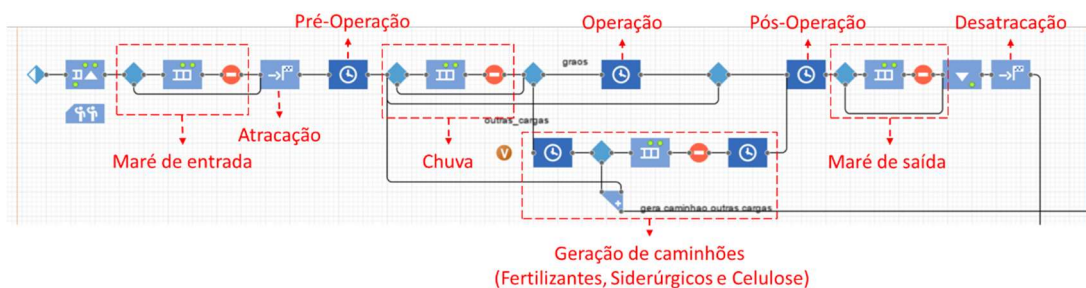 Pré-Operação
Operação
Pós-Operação
Desatracação
graos
Atracação
outras_cargas
Maré de entrada
Chuva
V
Maré de saída
gera caminhao outras cargas
Geração de caminhões
(Fertilizantes, Siderúrgicos e Celulose)